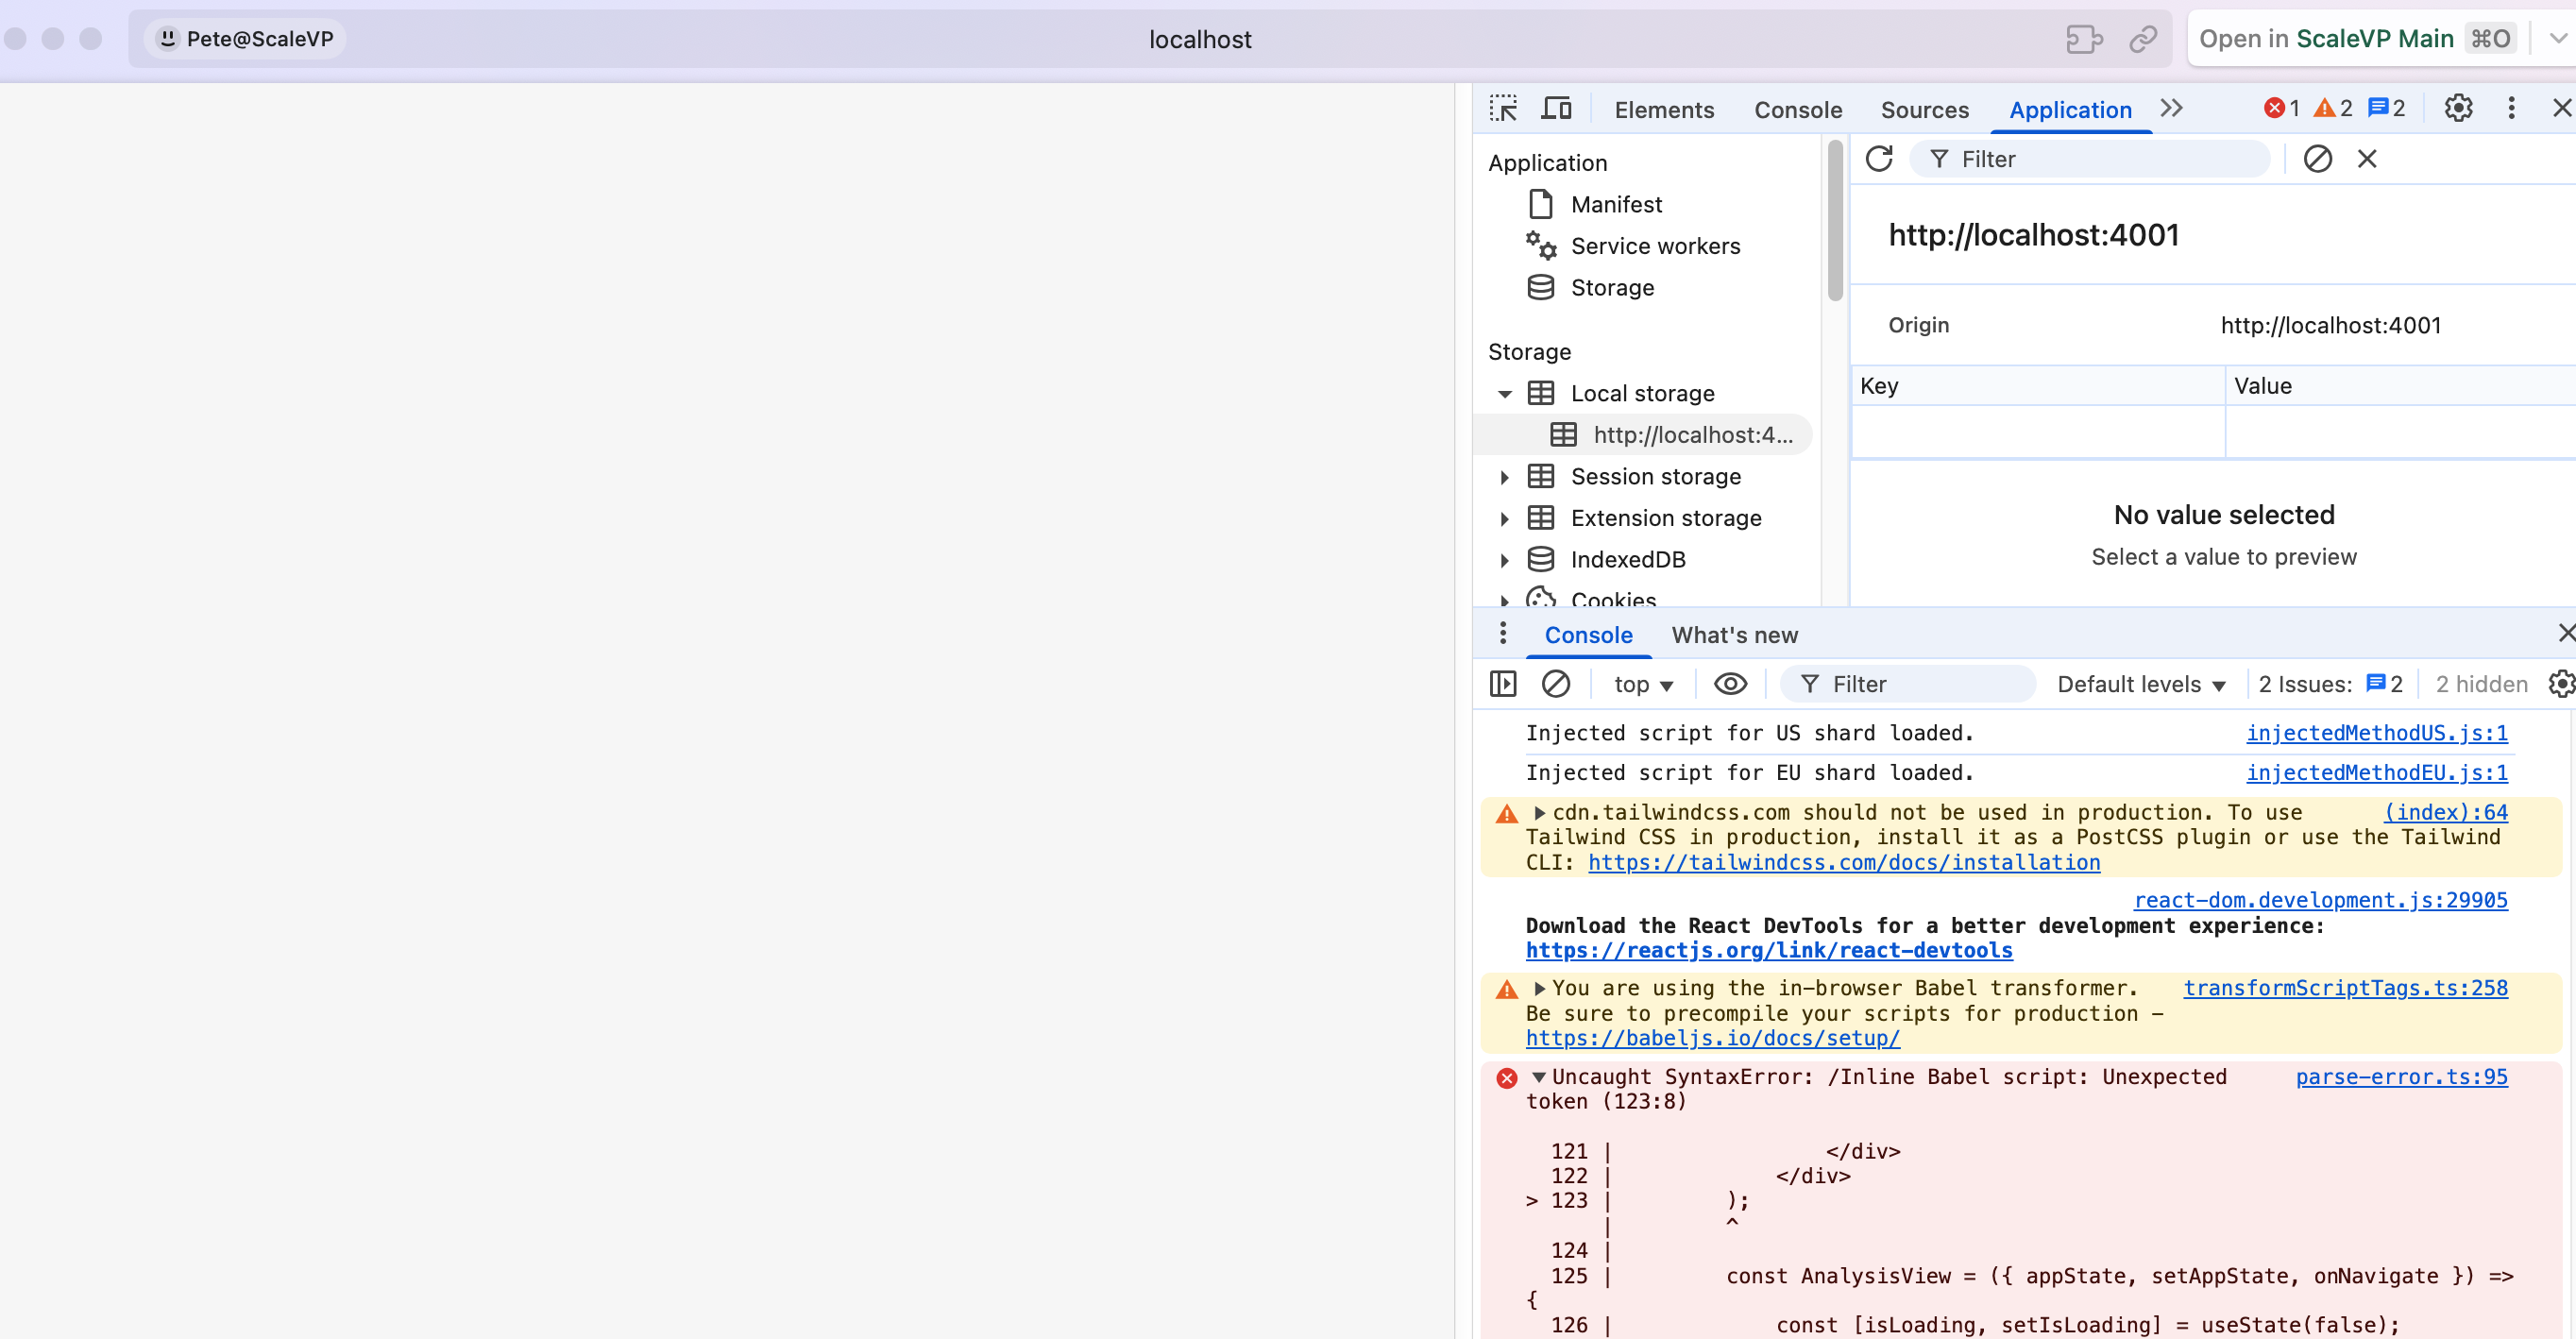 Pete@ScaleVP
localhost
Open in ScaleVP Main ⌘O
Elements Console Sources Application 1 2 2
Application
Manifest
Service workers
Storage
Storage
Local storage
http://localhost:4...
Session storage
Extension storage
IndexedDB
Cookies
Filter
http://localhost:4001
Origin http://localhost:4001
Key Value
No value selected
Select a value to preview
Console What's new
top Filter Default levels 2 Issues: 2 2 hidden
Injected script for US shard loaded. injectedMethodUS.js:1
Injected script for EU shard loaded. injectedMethodEU.js:1
cdn.tailwindcss.com should not be used in production. To use (index):64
Tailwind CSS in production, install it as a PostCSS plugin or use the Tailwind
CLI: https://tailwindcss.com/docs/installation
react-dom.development.js:29905
Download the React DevTools for a better development experience:
https://reactjs.org/link/react-devtools
You are using the in-browser Babel transformer. transformScriptTags.ts:258
Be sure to precompile your scripts for production –
https://babeljs.io/docs/setup/
Uncaught SyntaxError: /Inline Babel script: Unexpected parse-error.ts:95
token (123:8)
121 | </div>
122 | </div>
> 123 | );
| ^
124 |
125 | const AnalysisView = ({ appState, setAppState, onNavigate }) =>
{
126 | const [isLoading, setIsLoading] = useState(false);